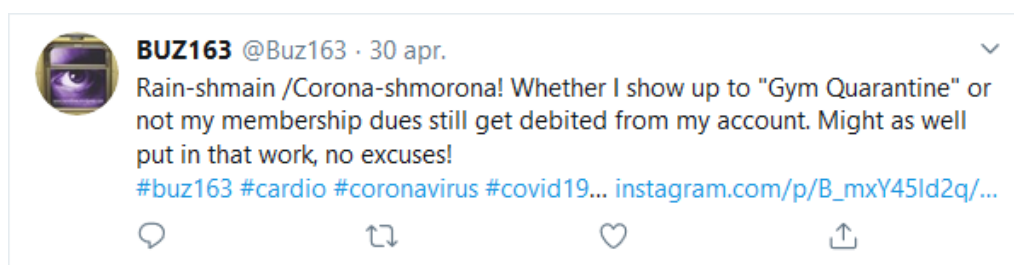 BUZ163 @Buz163 · 30 apr.
Rain-shmain /Corona-shmorona! Whether I show up to "Gym Quarantine" or
not my membership dues still get debited from my account. Might as well
put in that work, no excuses!
#buz163 #cardio #coronavirus #covid19... instagram.com/p/B_mxY45ld2q/...